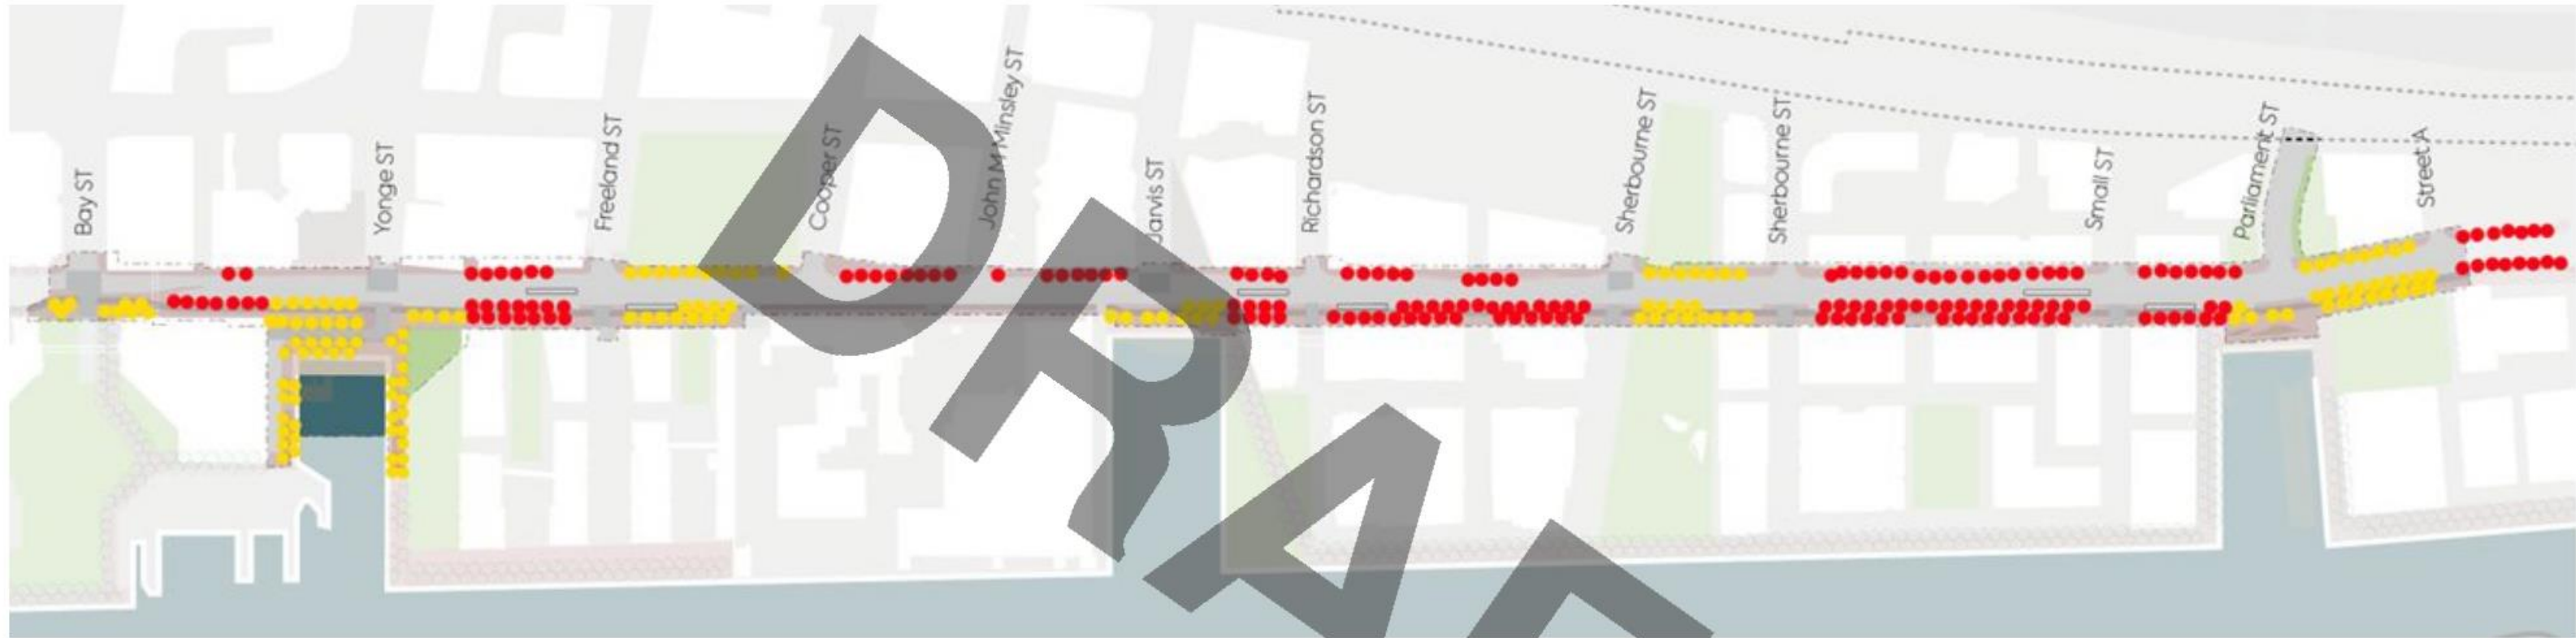 Bay ST
Yonge ST
Freeland ST
Cooper ST
John M Minsley ST
Jarvis ST
Richardson ST
Sherbourne ST
Sherbourne ST
Small ST
Parliament ST
Street A
DRAF